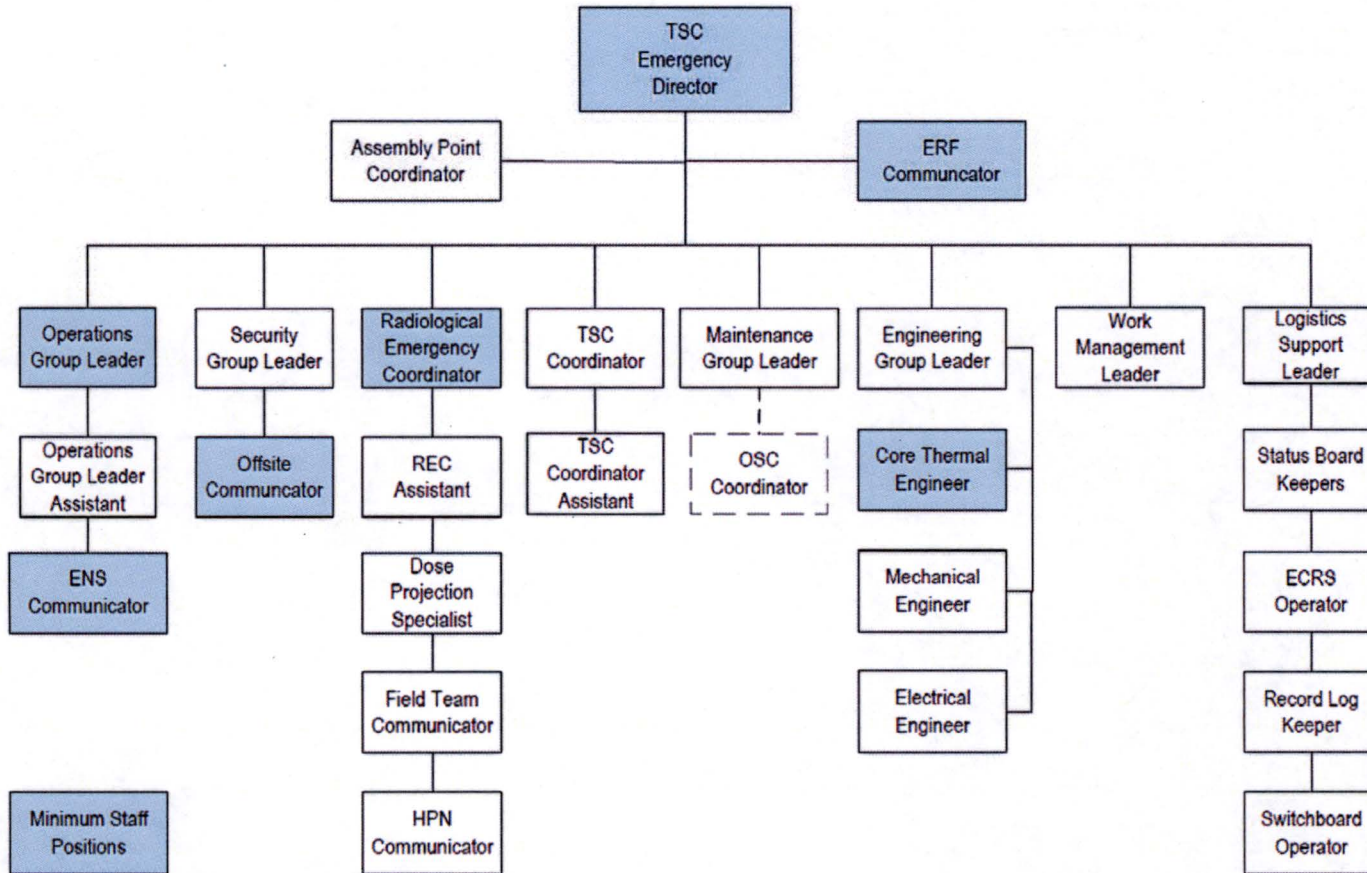 TSC
Emergency
Director
Assembly Point
Coordinator
ERF
Communcator
Operations
Group Leader
Security
Group Leader
Radiological
Emergency
Coordinator
TSC
Coordinator
Maintenance
Group Leader
Engineering
Group Leader
Work
Management
Leader
Logistics
Support
Leader
Operations
Group Leader
Assistant
Offsite
Communcator
REC
Assistant
TSC
Coordinator
Assistant
OSC
Coordinator
Core Thermal
Engineer
Status Board
Keepers
ENS
Communicator
Dose
Projection
Specialist
Mechanical
Engineer
ECRS
Operator
Field Team
Communicator
Electrical
Engineer
Record Log
Keeper
Minimum Staff
Positions
HPN
Communicator
Switchboard
Operator